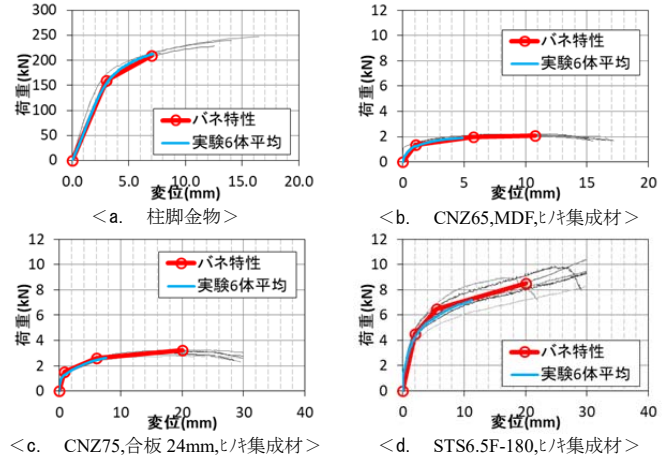 300
250
200
150
100
50
0
荷重(kN)
バネ特性
実験6体平均
0.0 5.0 10.0 15.0 20.0
変位(mm)
＜a. 柱脚金物＞
12
10
8
6
4
2
0
荷重(kN)
バネ特性
実験6体平均
0 5 10 15 20
変位(mm)
＜b. CNZ65,MDF,ﾋﾉｷ集成材＞
12
10
8
6
4
2
0
荷重(kN)
バネ特性
実験6体平均
0 10 20 30 40
変位(mm)
＜c. CNZ75,合板 24mm,ﾋﾉｷ集成材＞
12
10
8
6
4
2
0
荷重(kN)
バネ特性
実験6体平均
0 10 20 30 40
変位(mm)
＜d. STS6.5F-180,ﾋﾉｷ集成材＞